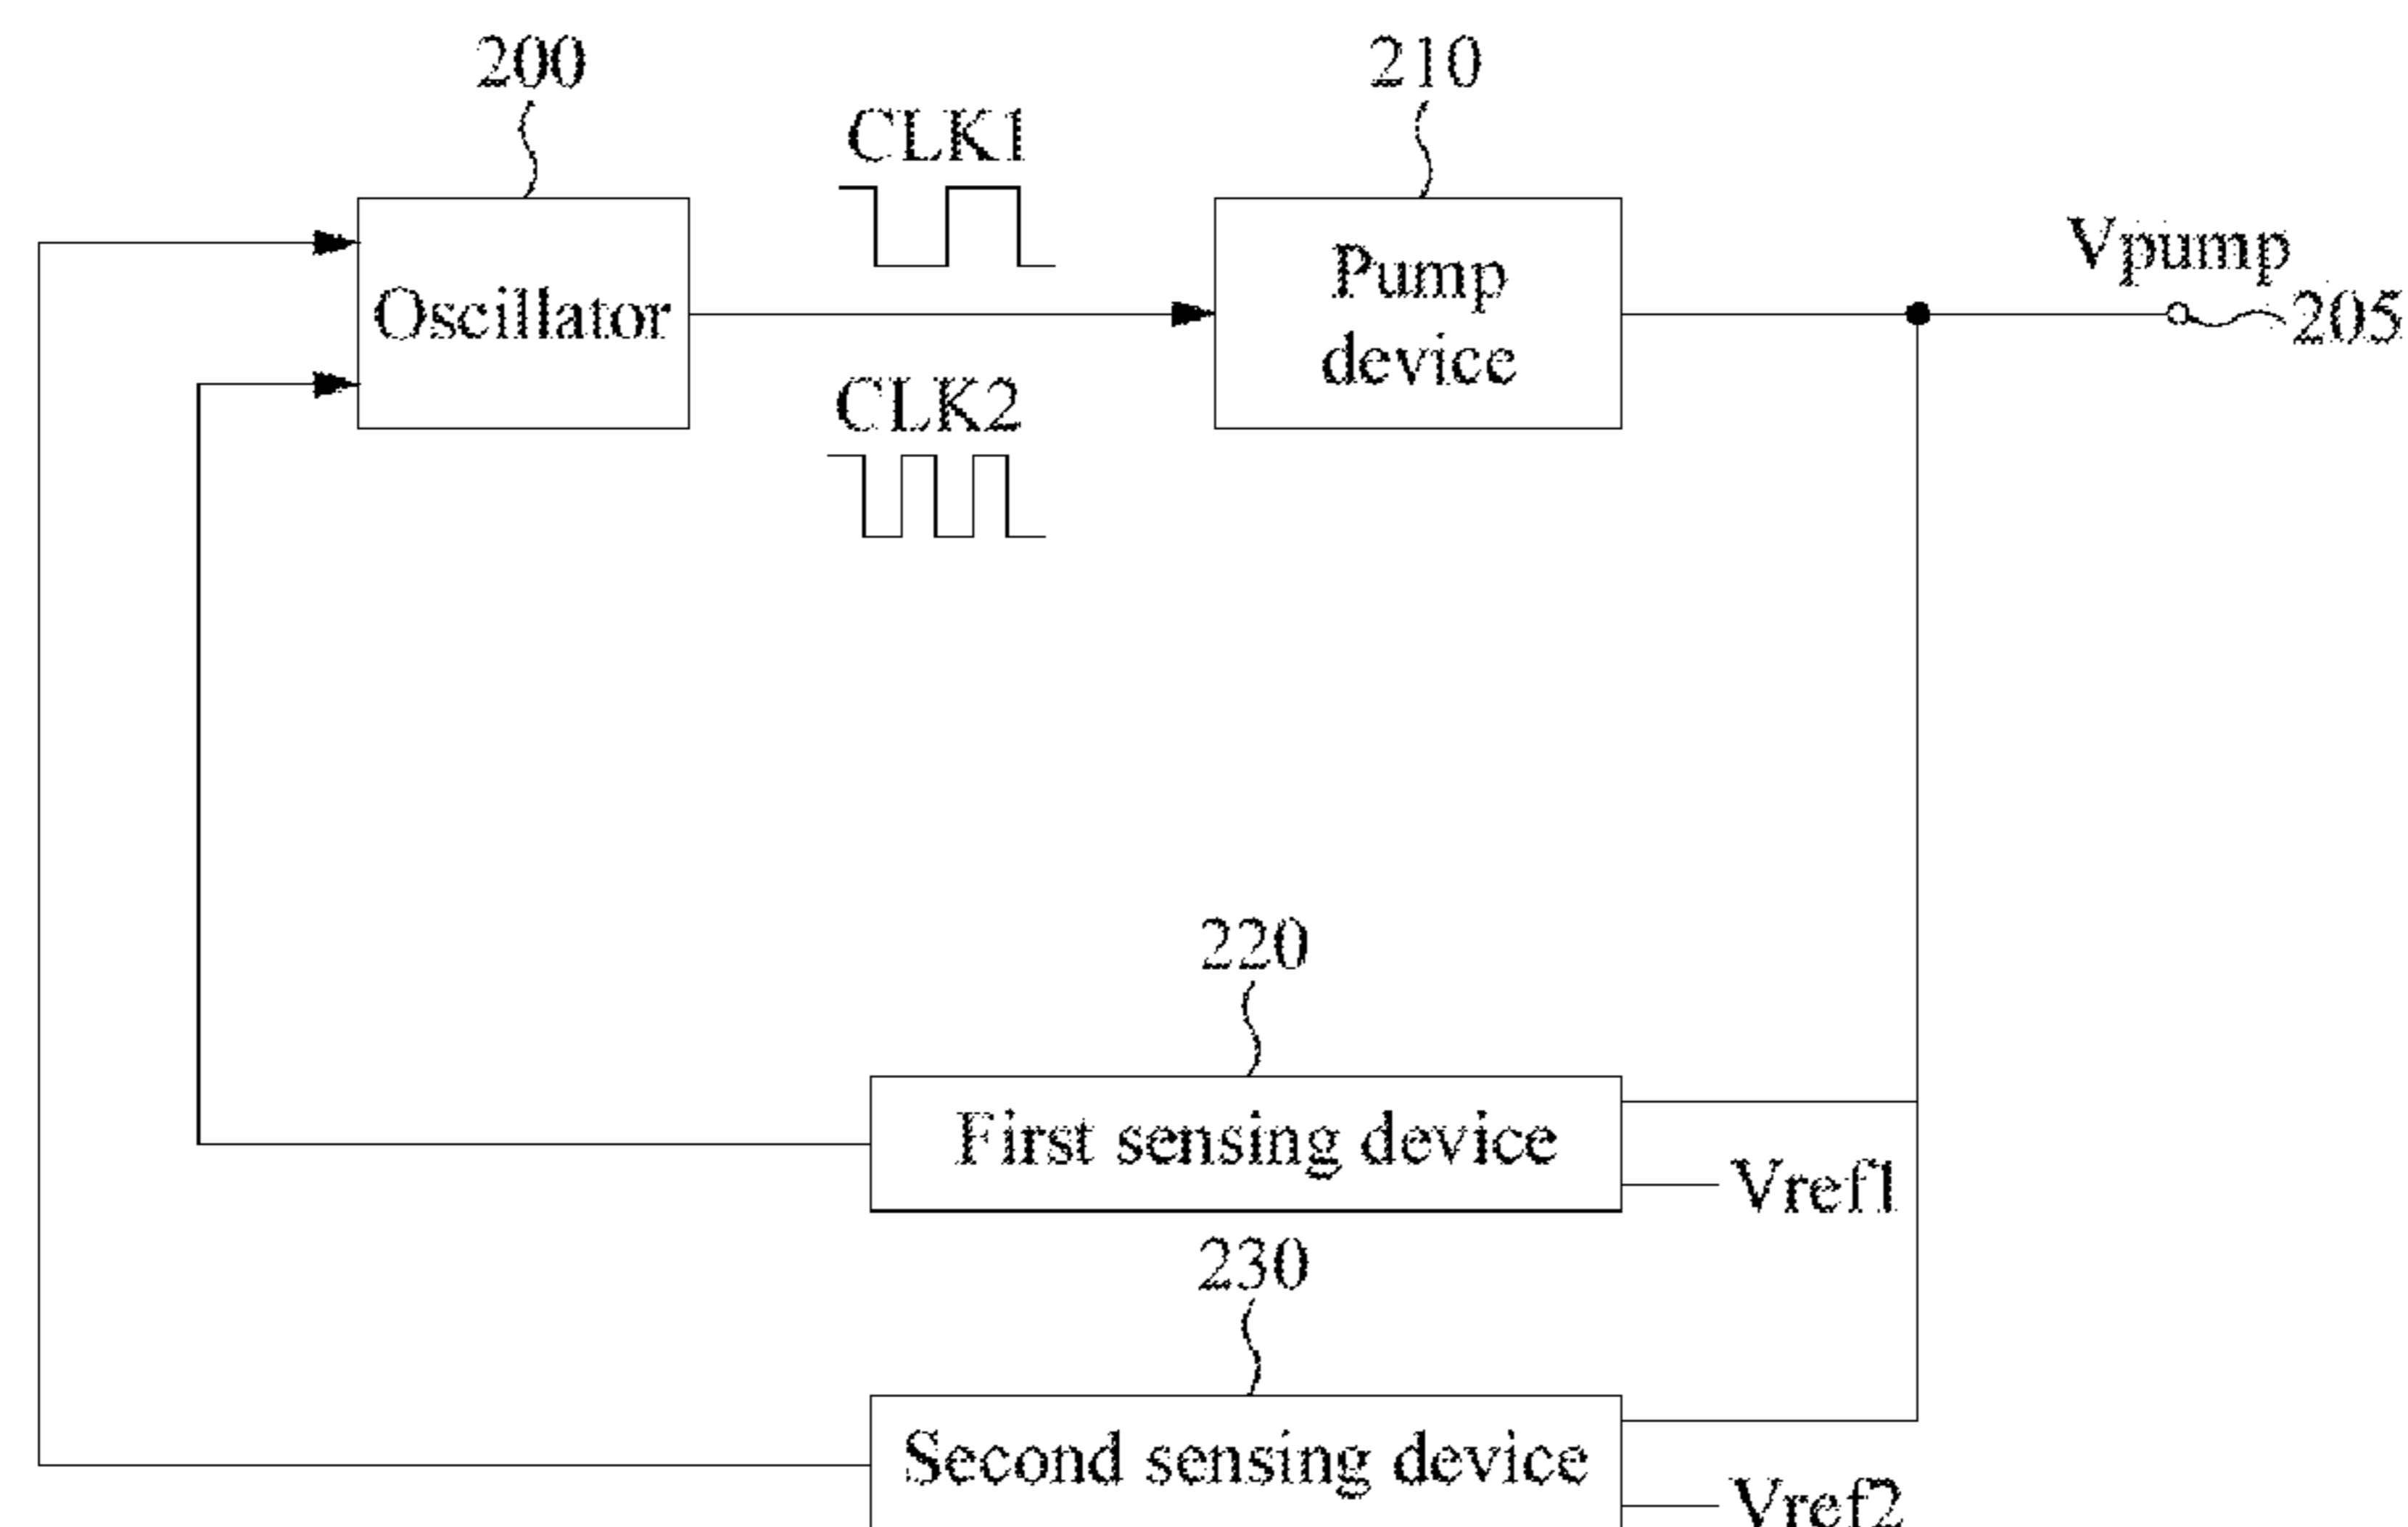 200
210
CLK1
Vpump
Oscillator
Pump
device
205
CLK2
220
First sensing device
Vref1
230
Second sensing device
Vref2